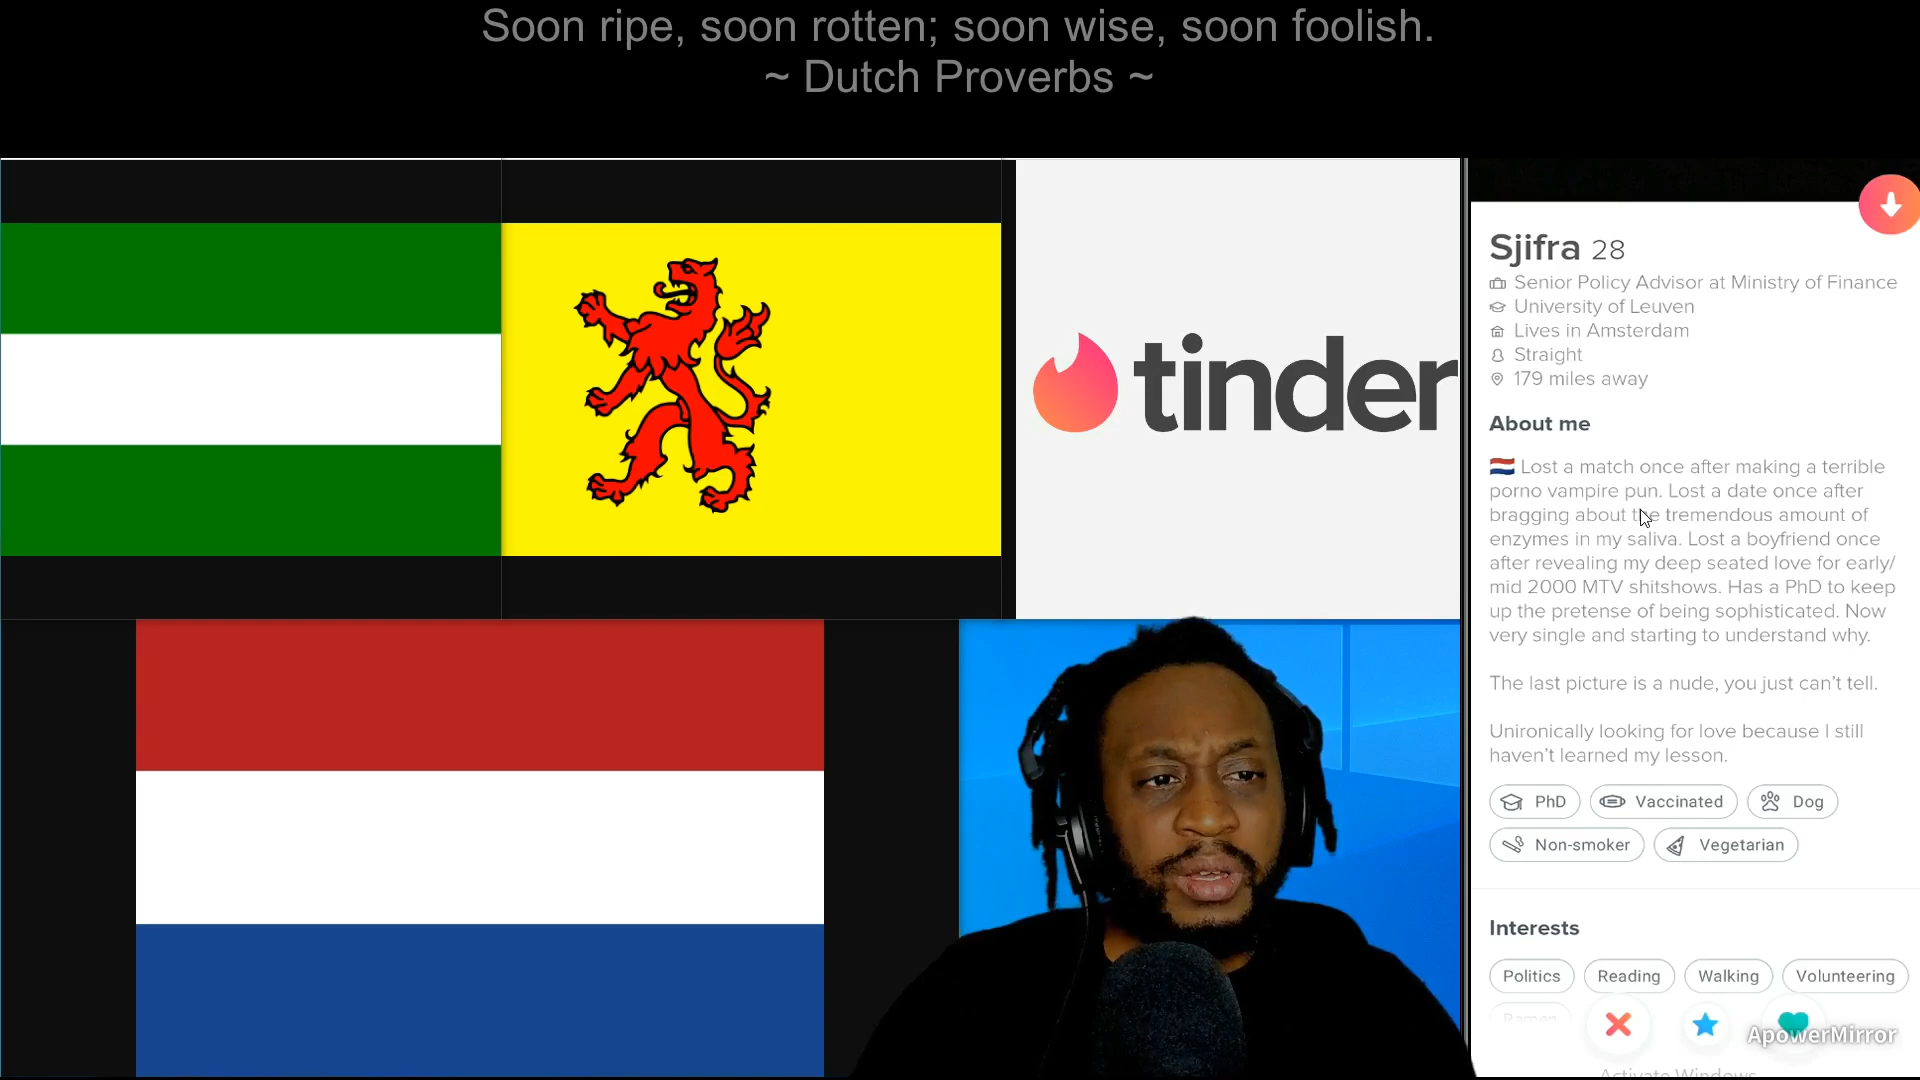 Soon ripe, soon rotten; soon wise, soon foolish.
~ Dutch Proverbs ~
tinder
Sjifra 28
Senior Policy Advisor at Ministry of Finance
University of Leuven
Lives in Amsterdam
Straight
179 miles away
About me
Lost a match once after making a terrible
porno vampire pun. Lost a date once after
bragging about the tremendous amount of
enzymes in my saliva. Lost a boyfriend once
after revealing my deep seated love for early/
mid 2000 MTV shitshows. Has a PhD to keep
up the pretense of being sophisticated. Now
very single and starting to understand why.
The last picture is a nude, you just can't tell.
Unironically looking for love because I still
haven't learned my lesson.
PhD Vaccinated Dog
Non-smoker Vegetarian
Interests
Politics Reading Walking Volunteering
Ramen
ApowerMirror
Activate Windows